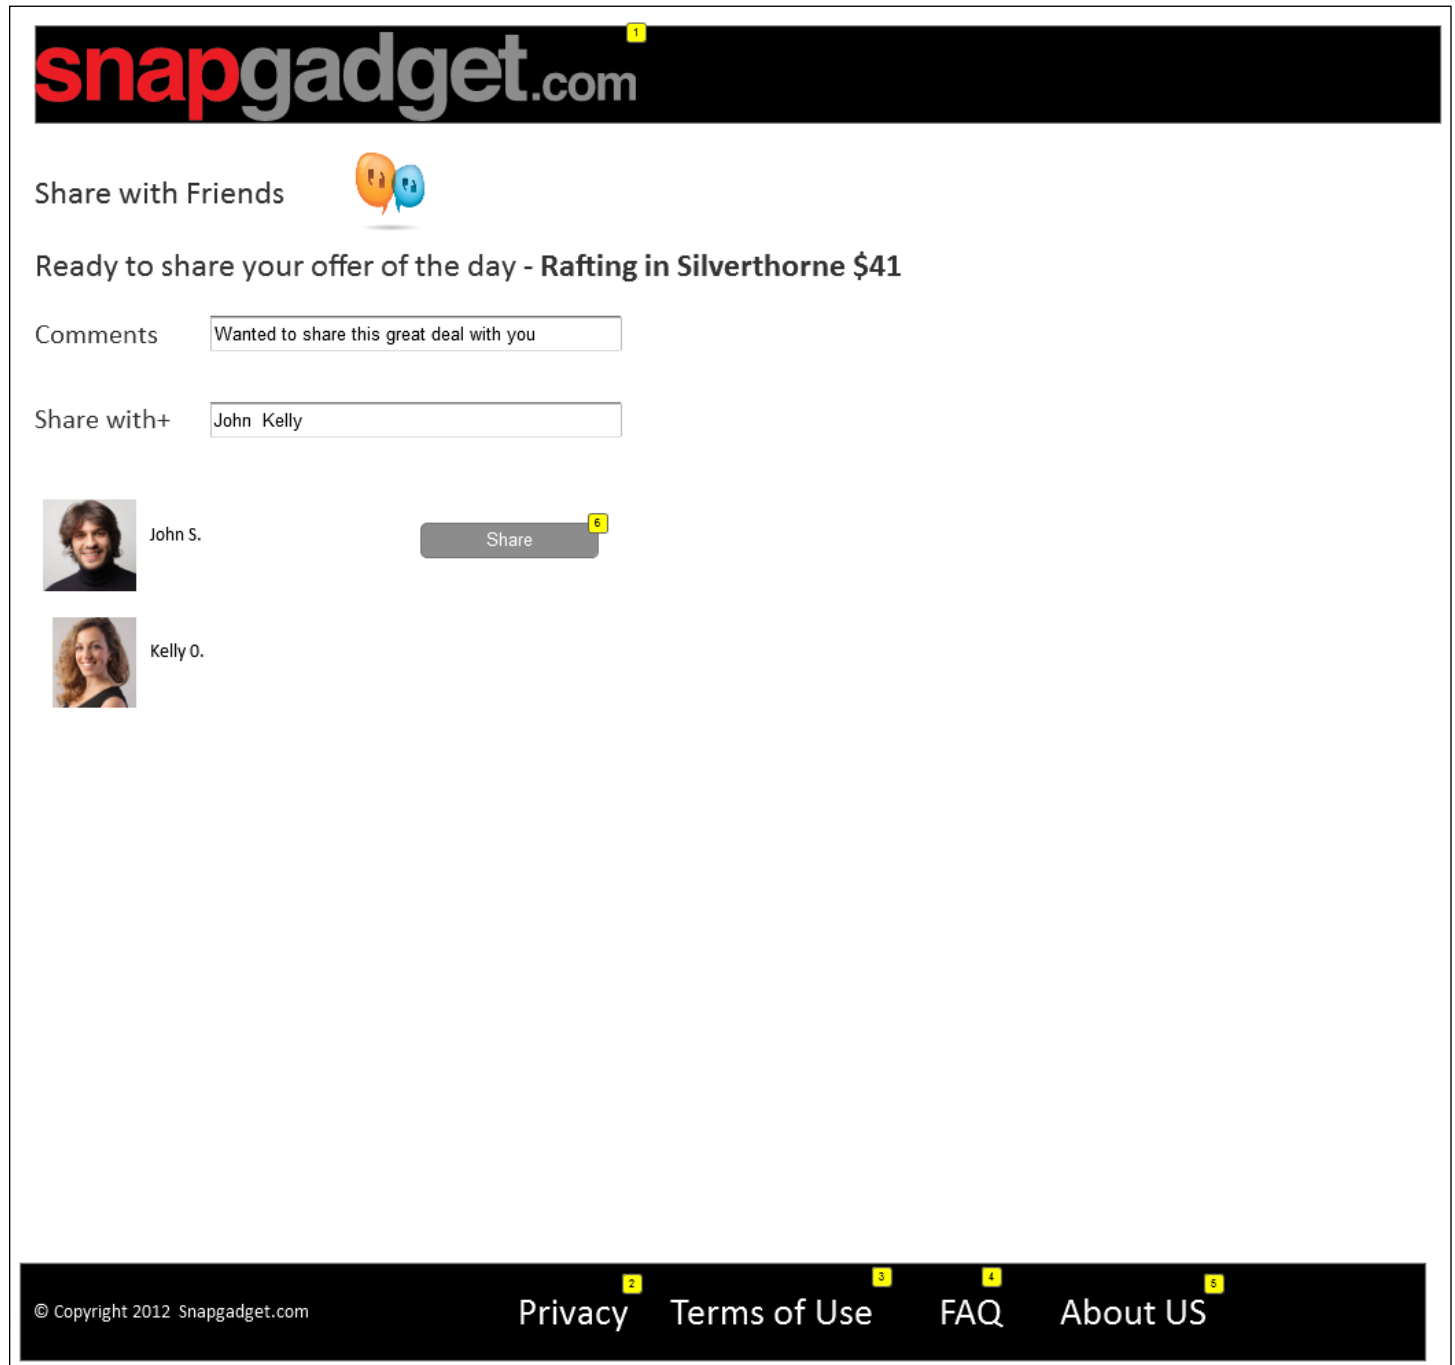 snapgadget.com
1
Share with Friends
Ready to share your offer of the day - Rafting in Silverthorne $41
Comments Wanted to share this great deal with you
Share with+ John  Kelly
John S.
Share
6
Kelly O.
© Copyright 2012  Snapgadget.com
Privacy
2
Terms of Use
3
FAQ
4
About US
5